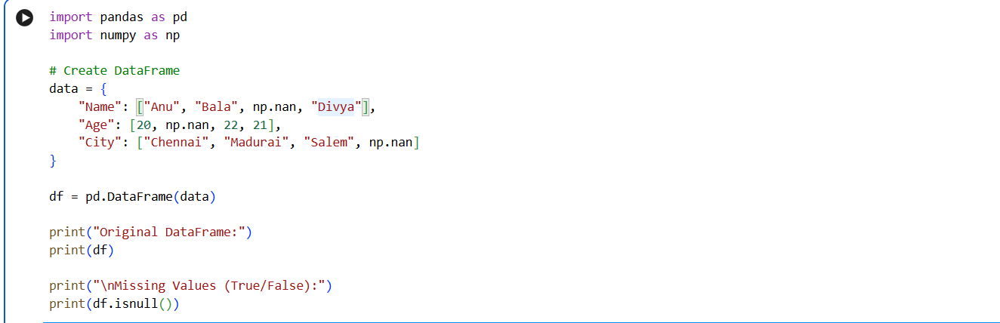 import pandas as pd
import numpy as np
# Create DataFrame
data = {
    "Name": ["Anu", "Bala", np.nan, "Divya"],
    "Age": [20, np.nan, 22, 21],
    "City": ["Chennai", "Madurai", "Salem", np.nan]
}
df = pd.DataFrame(data)
print("Original DataFrame:")
print(df)
print("\nMissing Values (True/False):")
print(df.isnull())